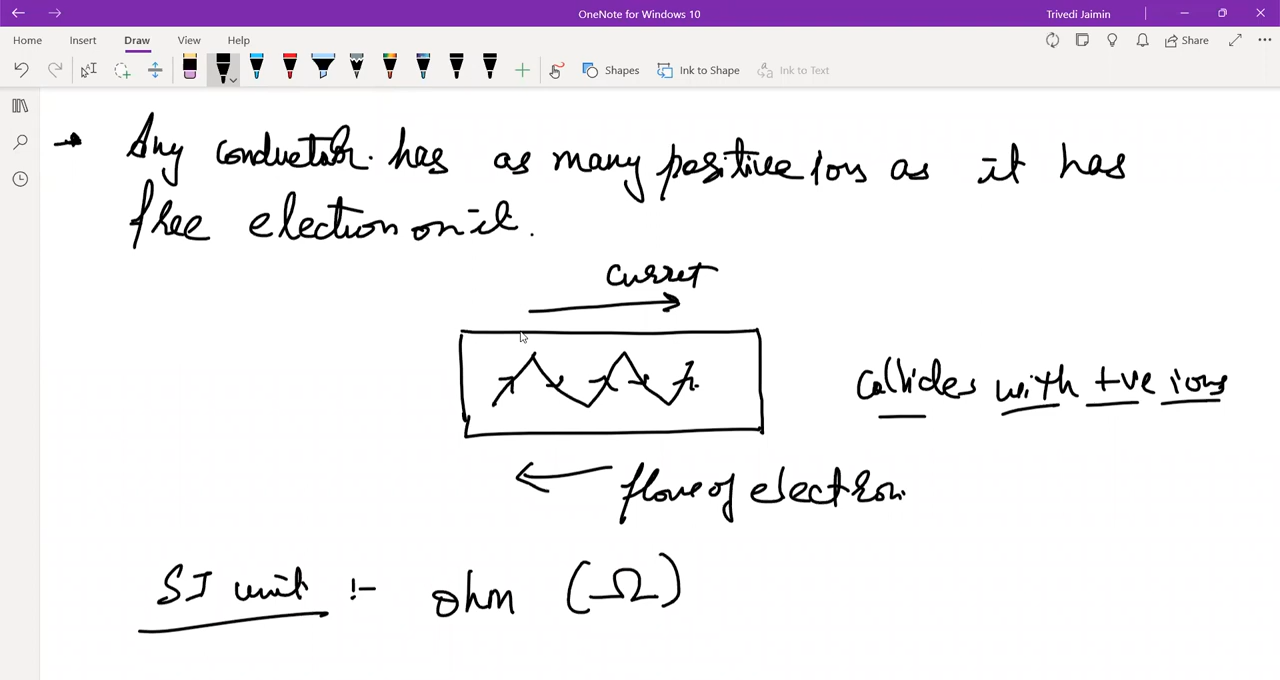 OneNote for Windows 10
Trivedi Jaimin
Home Insert Draw View Help
Share
Shapes Ink to Shape Ink to Text
Any conductor has as many positive ions as it has
free electron on it.
Curret
Collides with +ve ions
flow of electron.
SI unit :- ohm (Ω)